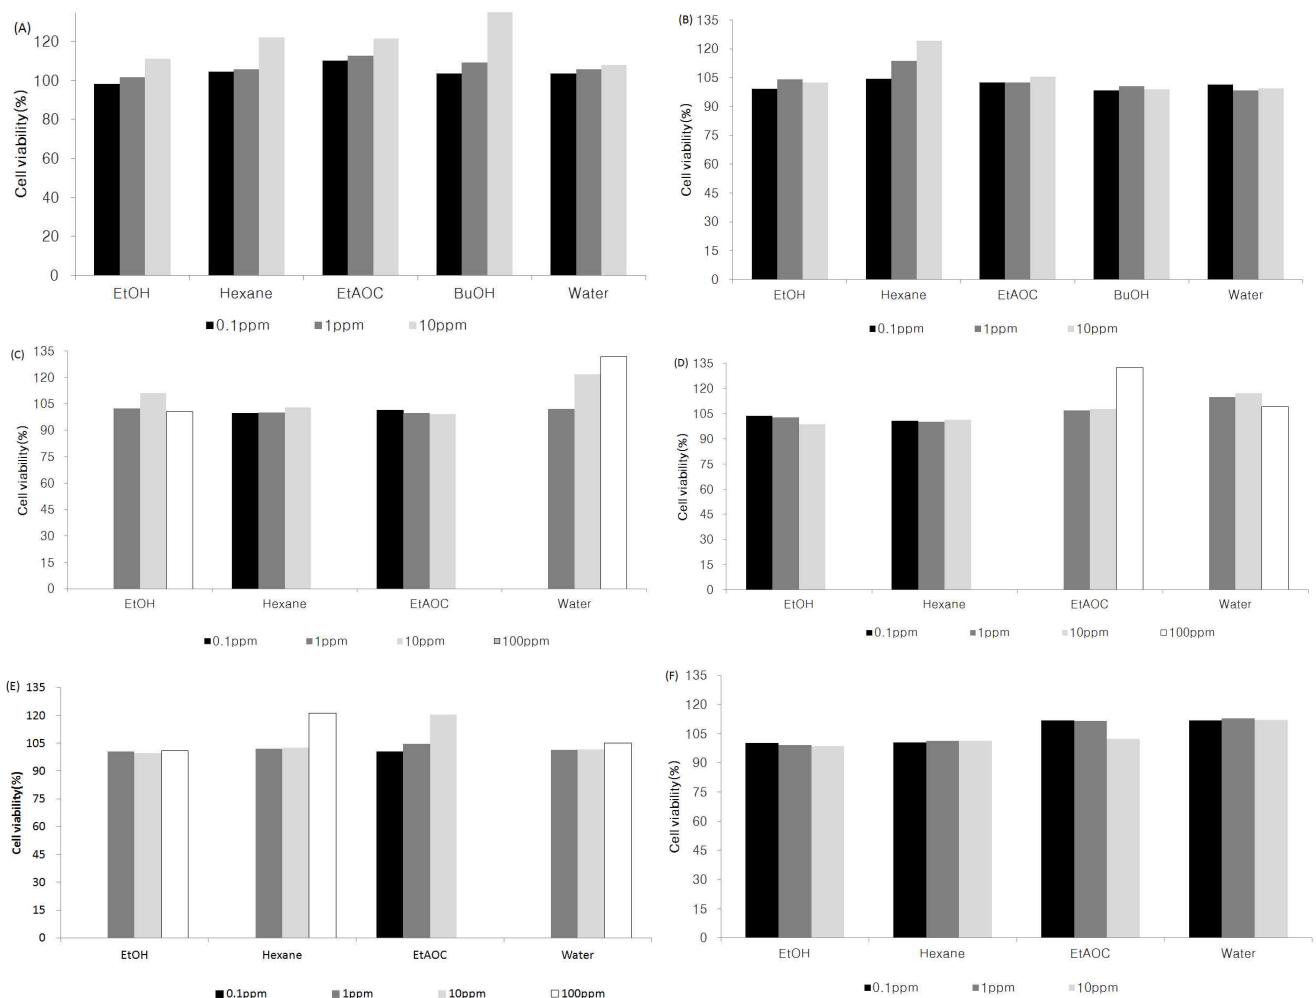 (A)
Cell viability(%)
120
100
80
60
40
20
0
EtOH Hexane EtAOC BuOH Water
0.1ppm 1ppm 10ppm
(B)
Cell viability(%)
135
120
105
90
75
60
45
30
15
0
EtOH Hexane EtAOC BuOH Water
0.1ppm 1ppm 10ppm
(C)
Cell viability(%)
135
120
105
90
75
60
45
30
15
0
EtOH Hexane EtAOC Water
0.1ppm 1ppm 10ppm 100ppm
(D)
Cell viability(%)
135
120
105
90
75
60
45
30
15
0
EtOH Hexane EtAOC Water
0.1ppm 1ppm 10ppm 100ppm
(E)
Cell viability(%)
135
120
105
90
75
60
45
30
15
0
EtOH Hexane EtAOC Water
0.1ppm 1ppm 10ppm 100ppm
(F)
Cell viability(%)
135
120
105
90
75
60
45
30
15
0
EtOH Hexane EtAOC Water
0.1ppm 1ppm 10ppm